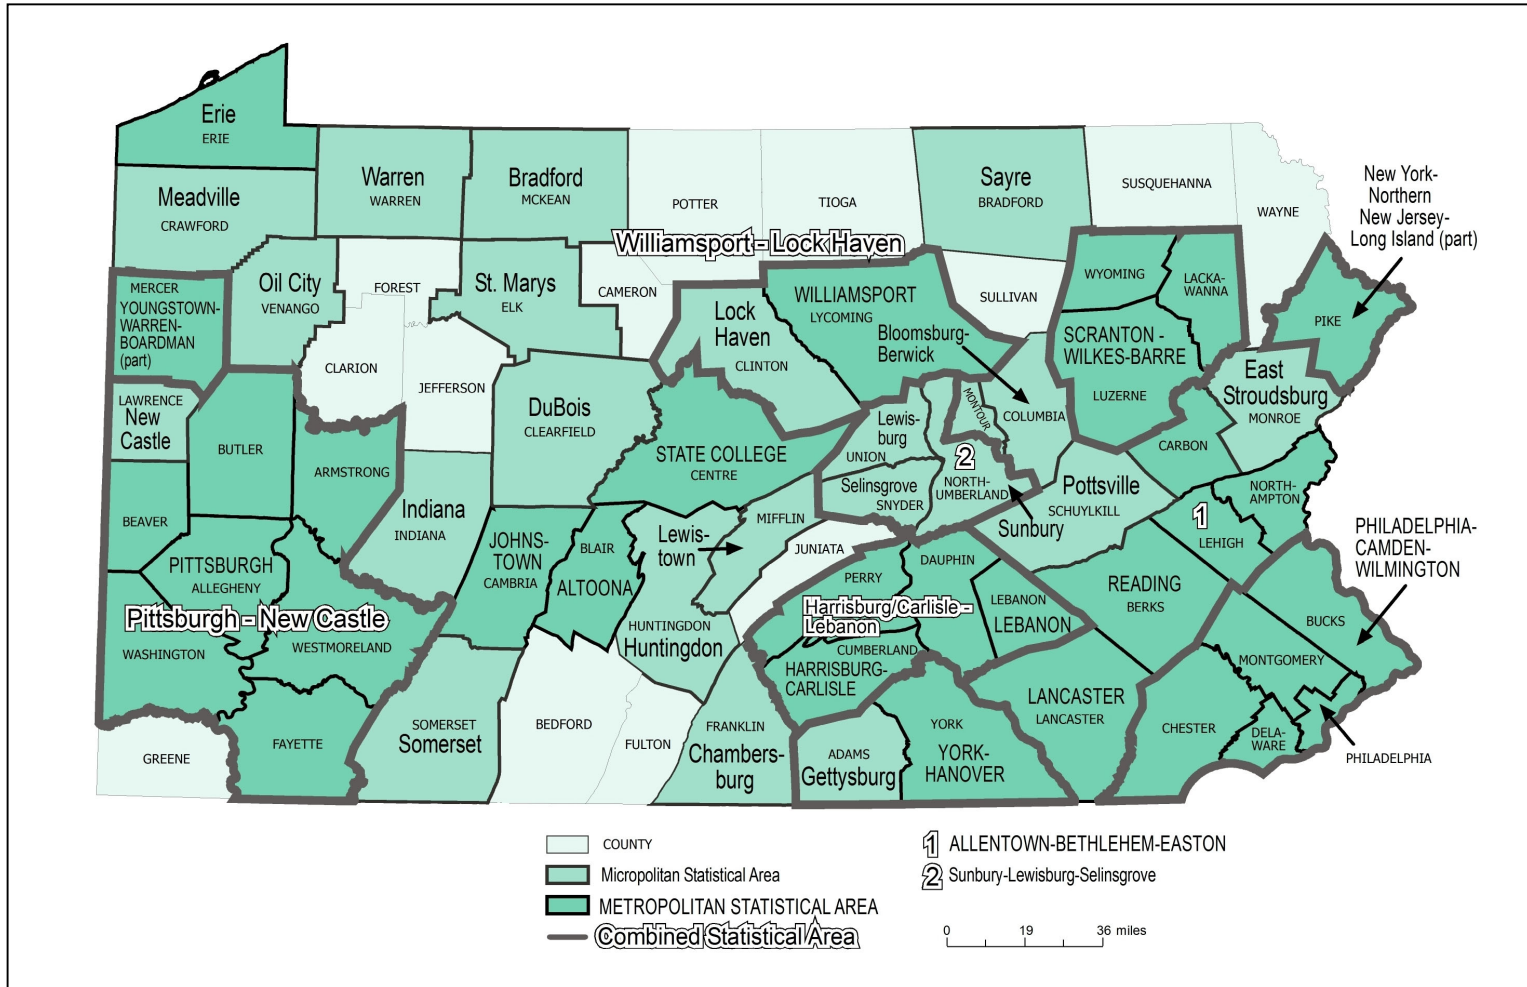 Erie
ERIE
Warren
WARREN
Bradford
MCKEAN
POTTER
TIOGA
Sayre
BRADFORD
SUSQUEHANNA
WAYNE
New York-
Northern
New Jersey-
Long Island (part)
Meadville
CRAWFORD
Williamsport - Lock Haven
MERCER
YOUNGSTOWN-
WARREN-
BOARDMAN
(part)
Oil City
VENANGO
FOREST
St. Marys
ELK
CAMERON
Lock
Haven
CLINTON
WILLIAMSPORT
LYCOMING
Bloomsburg-
Berwick
SULLIVAN
WYOMING
LACKA-
WANNA
SCRANTON -
WILKES-BARRE
LUZERNE
PIKE
East
Stroudsburg
MONROE
CLARION
JEFFERSON
LAWRENCE
New
Castle
BUTLER
ARMSTRONG
DuBois
CLEARFIELD
STATE COLLEGE
CENTRE
Lewis-
burg
UNION
MONTOUR
COLUMBIA
2
NORTH-
UMBERLAND
Selinsgrove
SNYDER
Sunbury
Pottsville
SCHUYLKILL
CARBON
NORTH-
AMPTON
1
LEHIGH
BEAVER
PITTSBURGH
ALLEGHENY
Indiana
INDIANA
JOHNS-
TOWN
CAMBRIA
BLAIR
ALTOONA
Lewis-
town
MIFFLIN
JUNIATA
PERRY
DAUPHIN
Harrisburg/Carlisle -
Lebanon
LEBANON
LEBANON
CUMBERLAND
HARRISBURG-
CARLISLE
READING
BERKS
PHILADELPHIA-
CAMDEN-
WILMINGTON
BUCKS
MONTGOMERY
Pittsburgh - New Castle
WASHINGTON
WESTMORELAND
HUNTINGDON
Huntingdon
GREENE
FAYETTE
SOMERSET
Somerset
BEDFORD
FULTON
FRANKLIN
Chambers-
burg
ADAMS
Gettysburg
YORK
YORK-
HANOVER
LANCASTER
LANCASTER
CHESTER
DELA-
WARE
PHILADELPHIA
COUNTY
Micropolitan Statistical Area
METROPOLITAN STATISTICAL AREA
Combined Statistical Area
1 ALLENTOWN-BETHLEHEM-EASTON
2 Sunbury-Lewisburg-Selinsgrove
0 19 36 miles